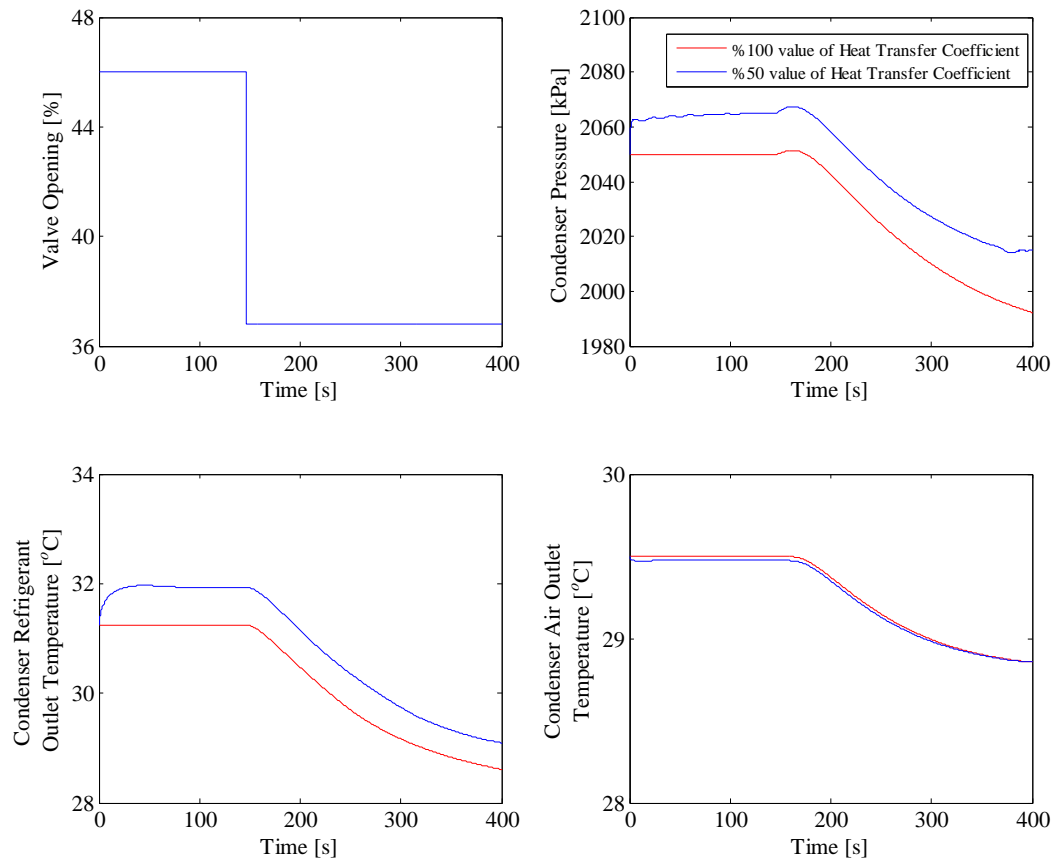 48
44
40
36
Valve Opening [%]
0 100 200 300 400
Time [s]
2100
2080
2060
2040
2020
2000
1980
Condenser Pressure [kPa]
%100 value of Heat Transfer Coefficient
%50 value of Heat Transfer Coefficient
0 100 200 300 400
Time [s]
34
32
30
28
Condenser Refrigerant
Outlet Temperature [°C]
0 100 200 300 400
Time [s]
30
29
28
Condenser Air Outlet
Temperature [°C]
0 100 200 300 400
Time [s]